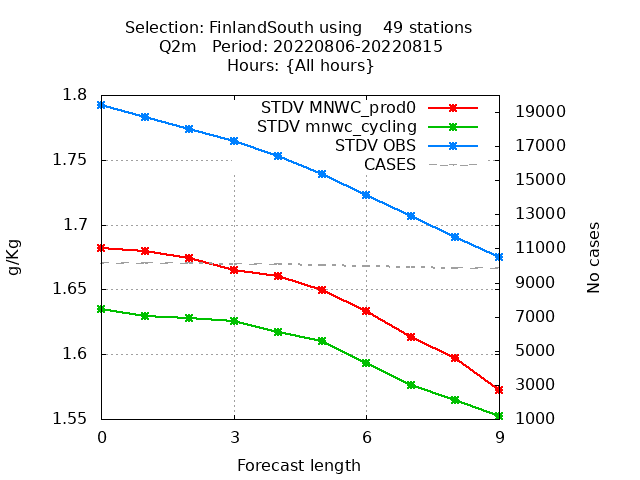 Selection: FinlandSouth using 49 stations
Q2m Period: 20220806-20220815
Hours: {All hours}
1.8
1.75
1.7
1.65
1.6
1.55
g/Kg
STDV MNWC_prod0
STDV mnwc_cycling
STDV OBS
CASES
19000
17000
15000
13000
11000
9000
7000
5000
3000
1000
No cases
0 3 6 9
Forecast length